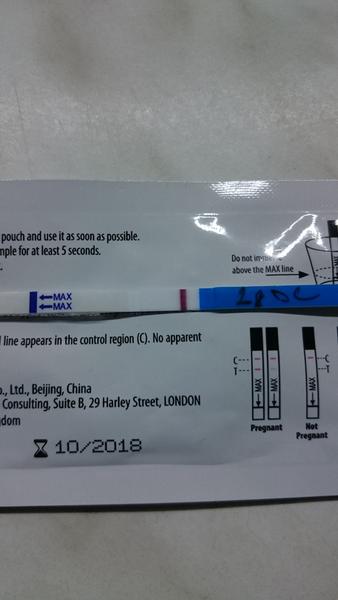 pouch and use it as soon as possible.
mple for at least 5 seconds.
Do not im
above the MAX line
MAX
MAX
line appears in the control region (C). No apparent
o., Ltd., Beijing, China
Consulting, Suite B, 29 Harley Street, LONDON
gdom
10/2018
C
T
MAX
MAX
Pregnant
MAX
C
T
Not
Pregnant